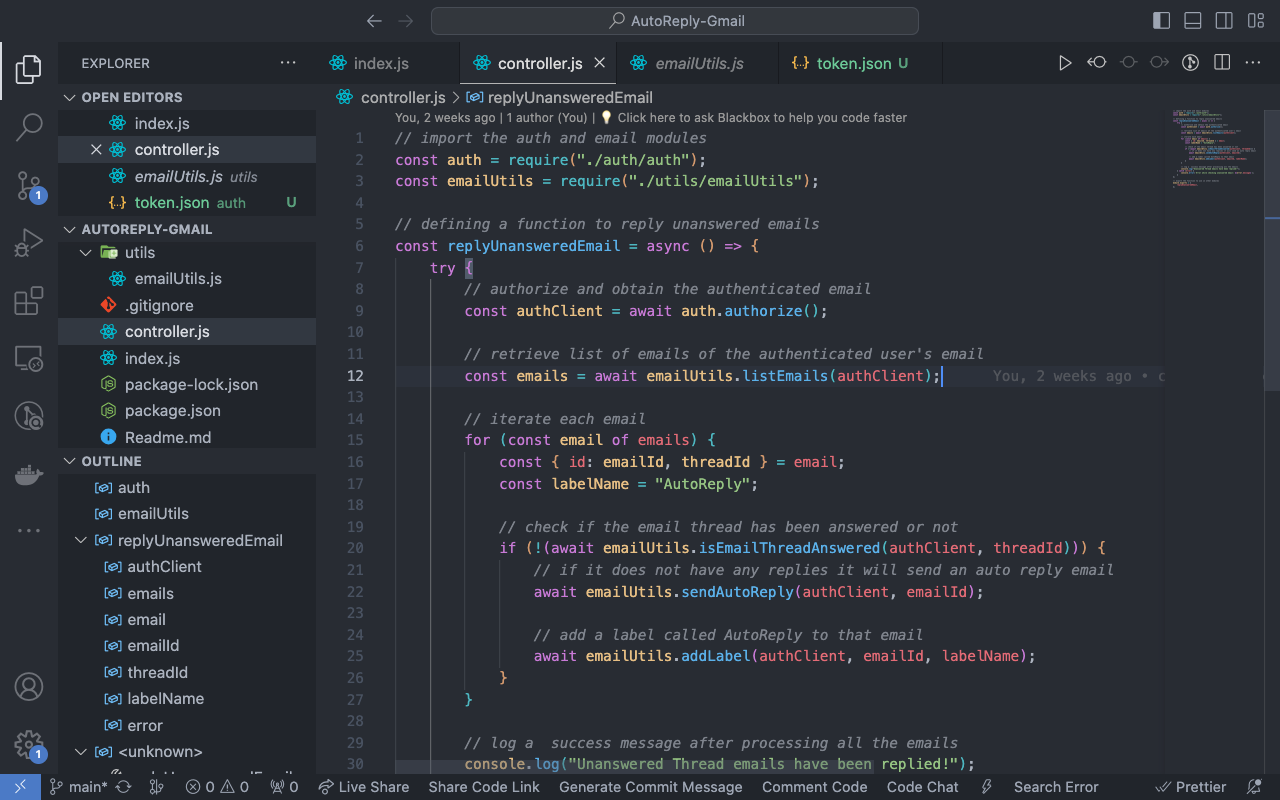 AutoReply-Gmail
EXPLORER
OPEN EDITORS
index.js
controller.js
emailUtils.js utils
token.json auth U
AUTOREPLY-GMAIL
utils
emailUtils.js
.gitignore
controller.js
index.js
package-lock.json
package.json
Readme.md
OUTLINE
auth
emailUtils
replyUnansweredEmail
authClient
emails
email
emailId
threadId
labelName
error
<unknown>
1
1
index.js
controller.js
emailUtils.js
token.json U
controller.js > replyUnansweredEmail
You, 2 weeks ago | 1 author (You) | 💡 Click here to ask Blackbox to help you code faster
1 // import the auth and email modules
2 const auth = require("./auth/auth");
3 const emailUtils = require("./utils/emailUtils");
4
5 // defining a function to reply unanswered emails
6 const replyUnansweredEmail = async () => {
7 try {
8 // authorize and obtain the authenticated email
9 const authClient = await auth.authorize();
10
11 // retrieve list of emails of the authenticated user's email
12 const emails = await emailUtils.listEmails(authClient); You, 2 weeks ago • c
13
14 // iterate each email
15 for (const email of emails) {
16 const { id: emailId, threadId } = email;
17 const labelName = "AutoReply";
18
19 // check if the email thread has been answered or not
20 if (!(await emailUtils.isEmailThreadAnswered(authClient, threadId))) {
21 // if it does not have any replies it will send an auto reply email
22 await emailUtils.sendAutoReply(authClient, emailId);
23
24 // add a label called AutoReply to that email
25 await emailUtils.addLabel(authClient, emailId, labelName);
26 }
27 }
28
29 // log a  success message after processing all the emails
30 console.log("Unanswered Thread emails have been replied!");
main* 0 0 0 Live Share Share Code Link Generate Commit Message Comment Code Code Chat Search Error Prettier